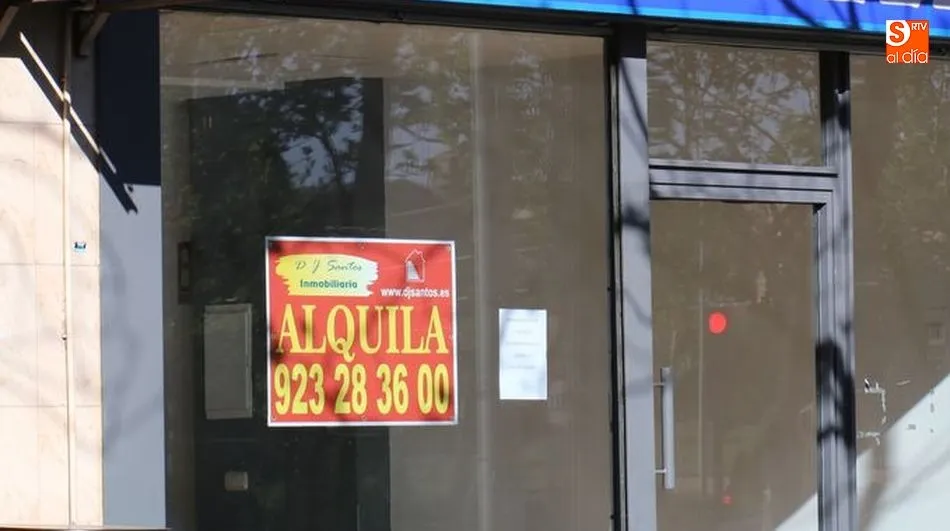 S RTV
al día
D J Santos
Inmobiliaria
www.djsantos.es
ALQUILA
923 28 36 00